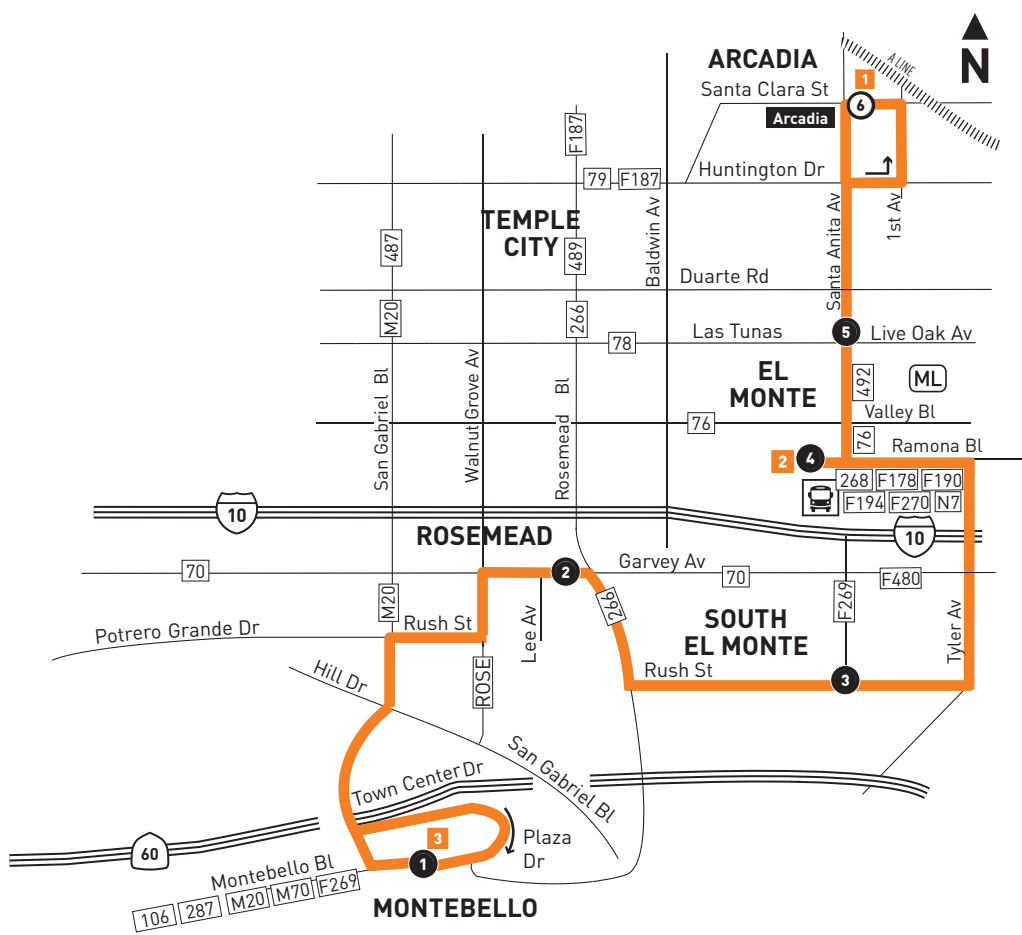 ARCADIA
N
A LINE
Santa Clara St
1
6
Arcadia
F187
Huntington Dr
79
F187
TEMPLE
CITY
Baldwin Av
Santa Anita Av
1st Av
487
489
Duarte Rd
M20
266
Las Tunas
5
Live Oak Av
78
San Gabriel Bl
Walnut Grove Av
Rosemead Bl
EL
MONTE
492
ML
76
Valley Bl
76
Ramona Bl
2
4
268
F178
F190
F194
F270
N7
10
10
ROSEMEAD
70
2
Garvey Av
70
F480
M20
266
F269
SOUTH
EL MONTE
Tyler Av
Potrero Grande Dr
Rush St
Lee Av
Rush St
3
ROSE
Hill Dr
San Gabriel Bl
Town Center Dr
3
Plaza
Dr
60
1
Montebello Bl
106
287
M20
M70
F269
MONTEBELLO